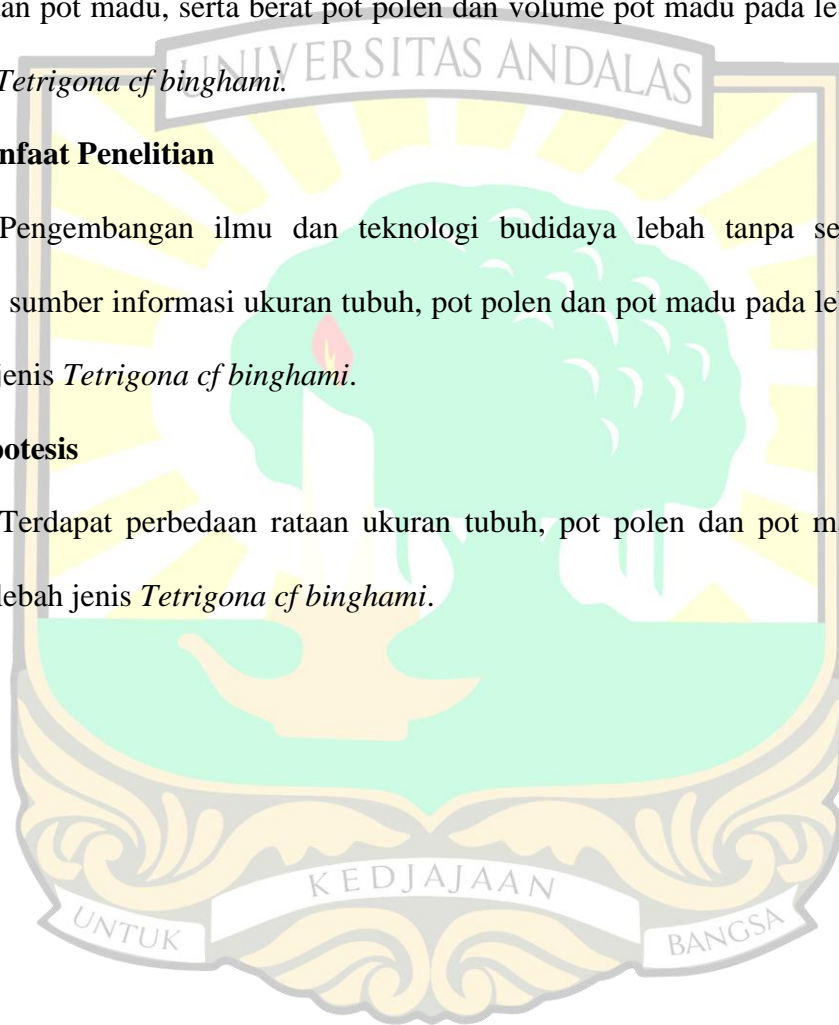 an pot madu, serta berat pot polen dan volume pot madu pada le
UNIVERSITAS ANDALAS
Tetrigona cf binghami.
nfaat Penelitian
Pengembangan ilmu dan teknologi budidaya lebah tanpa se
sumber informasi ukuran tubuh, pot polen dan pot madu pada le
jenis Tetrigona cf binghami.
potesis
Terdapat perbedaan rataan ukuran tubuh, pot polen dan pot m
lebah jenis Tetrigona cf binghami.
KEDJAJAAN
UNTUK
BANGSA